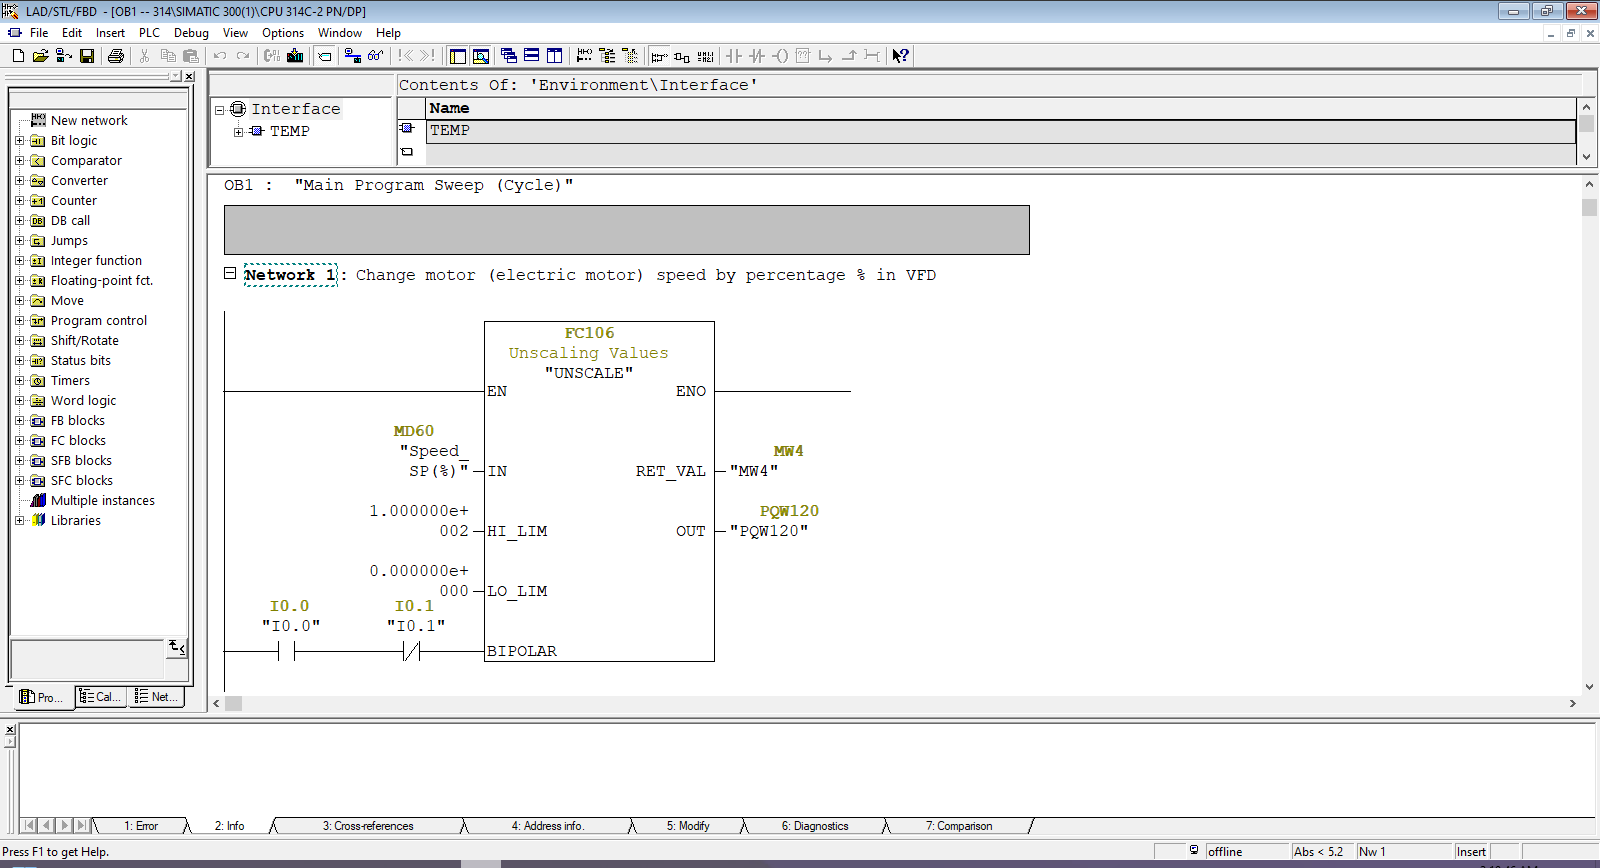 LAD/STL/FBD - [OB1 -- 314\SIMATIC 300(1)\CPU 314C-2 PN/DP]
File Edit Insert PLC Debug View Options Window Help
Contents Of: 'Environment\Interface'
Interface
TEMP
Name
TEMP
New network
Bit logic
Comparator
Converter
Counter
DB call
Jumps
Integer function
Floating-point fct.
Move
Program control
Shift/Rotate
Status bits
Timers
Word logic
FB blocks
FC blocks
SFB blocks
SFC blocks
Multiple instances
Libraries
Pro... Cal... Net...
OB1 : "Main Program Sweep (Cycle)"
Network 1: Change motor (electric motor) speed by percentage % in VFD
FC106
Unscaling Values
"UNSCALE"
EN ENO
MD60
"Speed_
SP(%)" IN
RET_VAL
MW4
"MW4"
1.000000e+
002 HI_LIM
OUT
PQW120
"PQW120"
0.000000e+
000 LO_LIM
I0.0 I0.1
"I0.0" "I0.1"
BIPOLAR
1: Error 2: Info 3: Cross-references 4: Address info. 5: Modify 6: Diagnostics 7: Comparison
Press F1 to get Help.
offline Abs < 5.2 Nw 1 Insert